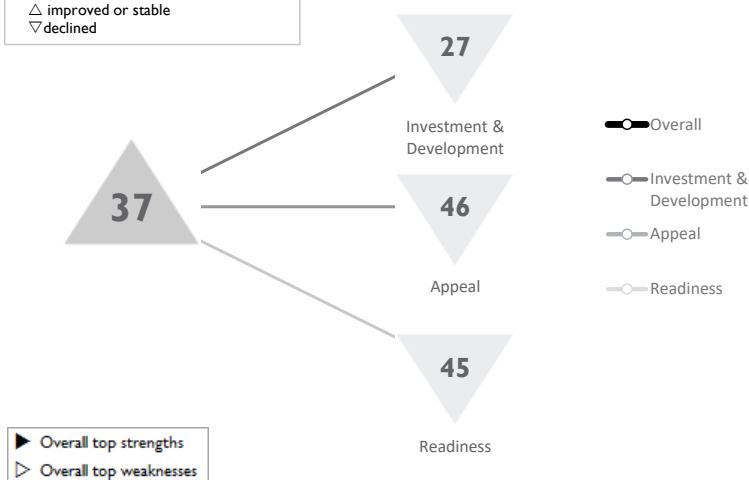 △ improved or stable
▽ declined
27
Investment &
Development
37
46
Appeal
45
Readiness
Overall
Investment &
Development
Appeal
Readiness
▶ Overall top strengths
▷ Overall top weaknesses